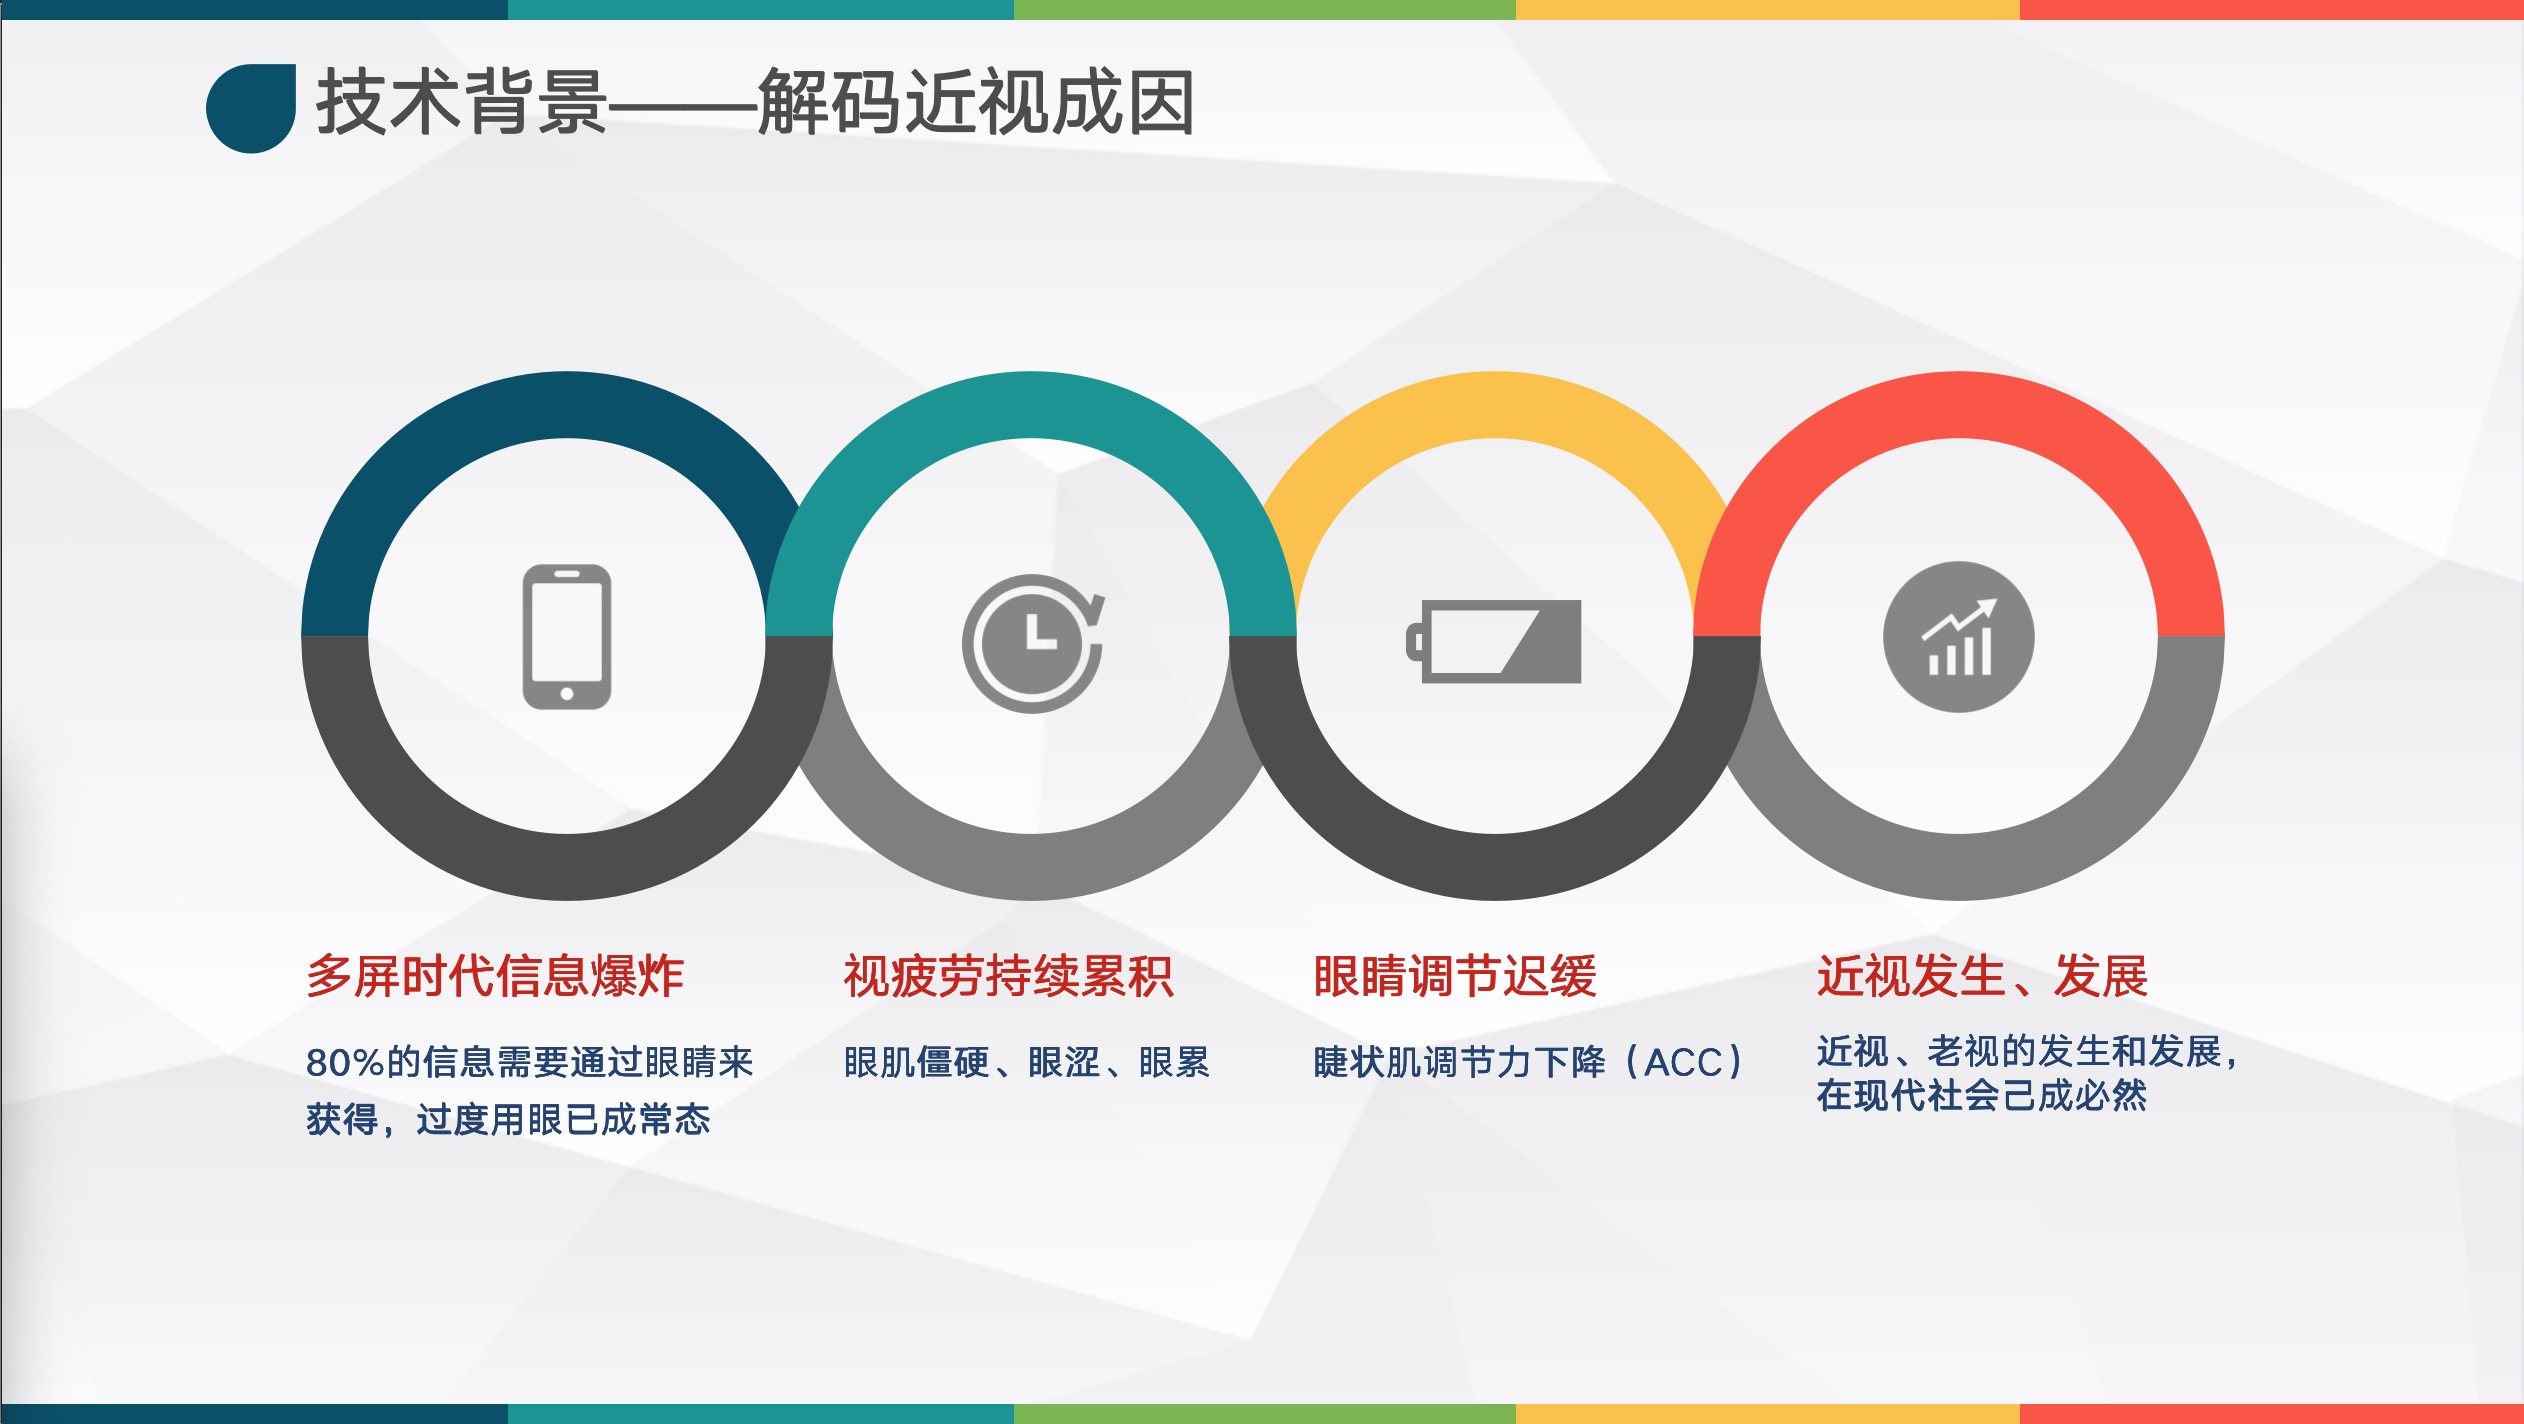 技术背景——解码近视成因
多屏时代信息爆炸
80%的信息需要通过眼睛来
获得，过度用眼已成常态
视疲劳持续累积
眼肌僵硬、眼涩、眼累
眼睛调节迟缓
睫状肌调节力下降（ACC）
近视发生、发展
近视、老视的发生和发展，
在现代社会己成必然